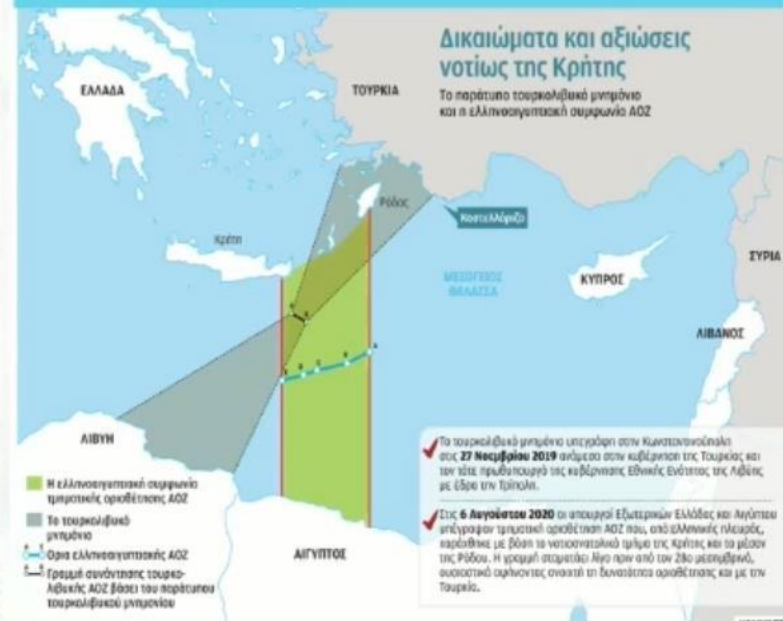 Δικαιώματα και αξιώσεις
νοτίως της Κρήτης
Το παράτυπο τουρκολιβυκό μνημόνιο
και η ελληνοαιγυπτιακή συμφωνία ΑΟΖ
ΕΛΛΑΔΑ
ΤΟΥΡΚΙΑ
Ρόδος
Καστελλόριζο
Κρήτη
ΜΕΣΟΓΕΙΟΣ
ΘΑΛΑΣΣΑ
ΚΥΠΡΟΣ
ΣΥΡΙΑ
ΛΙΒΑΝΟΣ
ΛΙΒΥΗ
ΑΙΓΥΠΤΟΣ
Η ελληνοαιγυπτιακή συμφωνία
τμηματικής οριοθέτησης ΑΟΖ
Το τουρκολιβυκό
μνημόνιο
Όρια ελληνοαιγυπτιακής ΑΟΖ
Γραμμή συνάντησης τουρκο-
λιβυκής ΑΟΖ βάσει του παράτυπου
τουρκολιβυκού μνημονίου
Το τουρκολιβυκό μνημόνιο υπεγράφη στην Κωνσταντινούπολη
στις 27 Νοεμβρίου 2019 ανάμεσα στην κυβέρνηση της Τουρκίας και
τον τότε πρωθυπουργό της κυβέρνησης Εθνικής Ενότητας της Λιβύης
με έδρα την Τρίπολη.
Στις 6 Αυγούστου 2020 οι υπουργοί Εξωτερικών Ελλάδας και Αιγύπτου
υπέγραψαν τμηματική οριοθέτηση ΑΟΖ που, από ελληνικής πλευράς,
χαράχθηκε με βάση το νοτιοανατολικό τμήμα της Κρήτης και το μέσον
της Ρόδου. Η γραμμή σταματάει λίγο πριν από τον 28ο μεσημβρινό,
ουσιαστικά αφήνοντας ανοιχτή τη δυνατότητα οριοθέτησης και με την
Τουρκία.